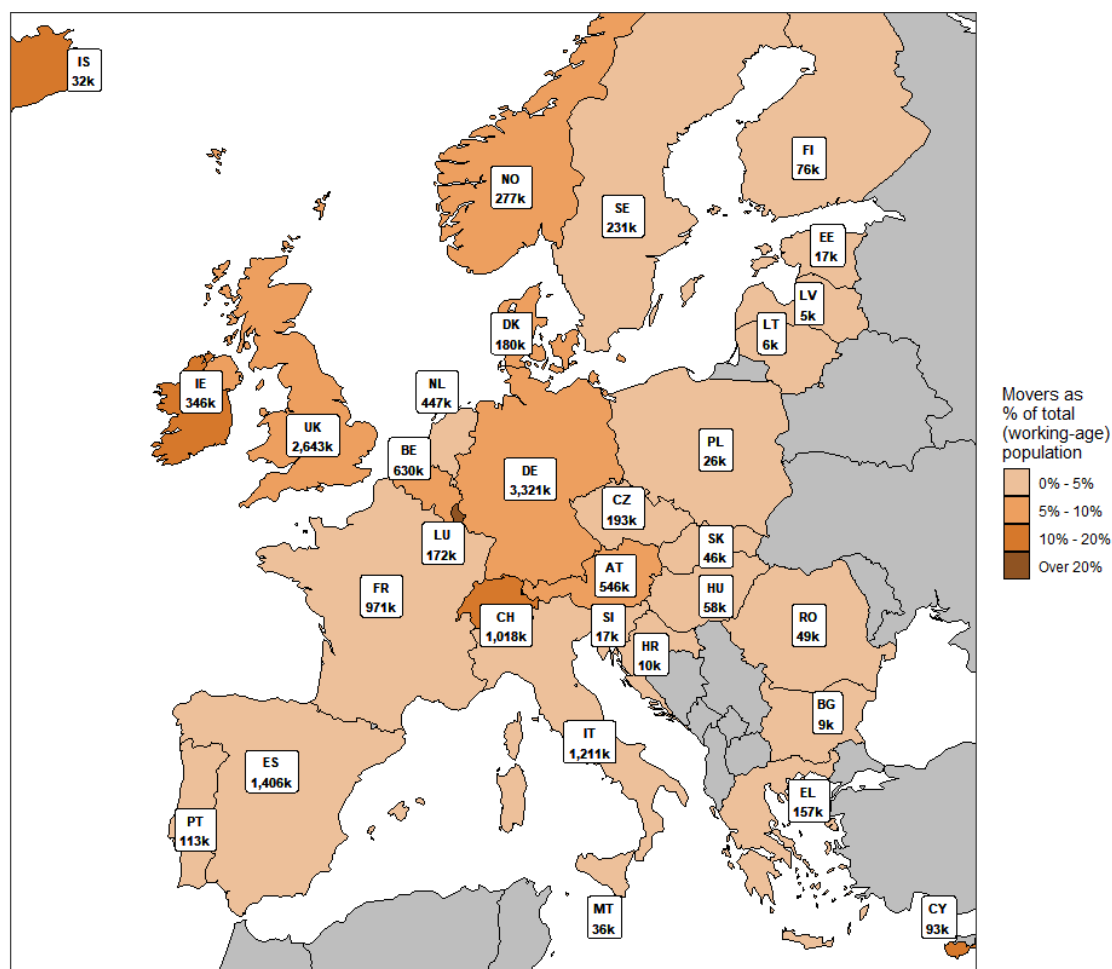 IS
32k
NO
277k
FI
76k
SE
231k
EE
17k
LV
5k
LT
6k
DK
180k
IE
346k
NL
447k
UK
2,643k
BE
630k
DE
3,321k
PL
26k
CZ
193k
LU
172k
SK
46k
AT
546k
HU
58k
FR
971k
CH
1,018k
SI
17k
HR
10k
RO
49k
BG
9k
IT
1,211k
ES
1,406k
EL
157k
PT
113k
MT
36k
CY
93k
Movers as
% of total
(working-age)
population
0% - 5%
5% - 10%
10% - 20%
Over 20%